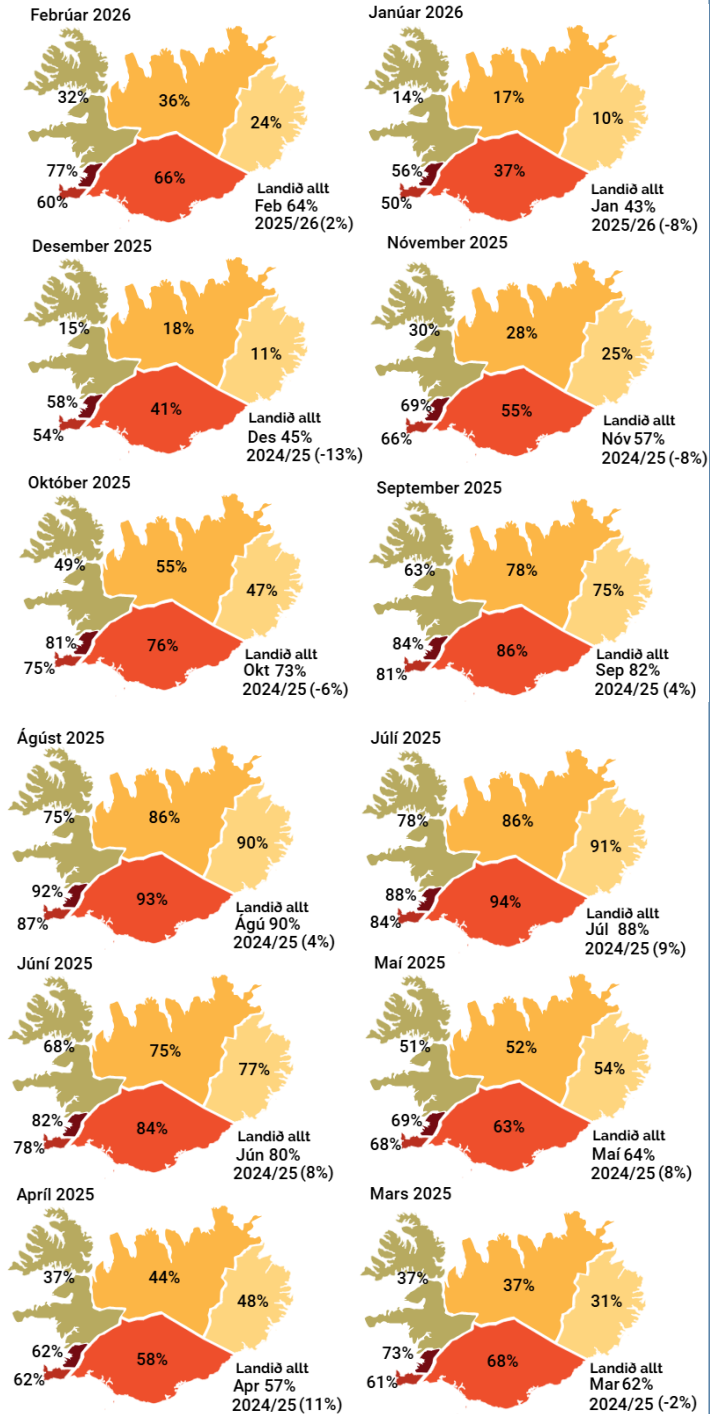 Febrúar 2026
32%
36%
24%
77%
66%
60%
Landið allt
Feb 64%
2025/26 (2%)
Janúar 2026
14%
17%
10%
56%
37%
50%
Landið allt
Jan 43%
2025/26 (-8%)
Desember 2025
15%
18%
11%
58%
41%
54%
Landið allt
Des 45%
2024/25 (-13%)
Nóvember 2025
30%
28%
25%
69%
55%
66%
Landið allt
Nóv 57%
2024/25 (-8%)
Október 2025
49%
55%
47%
81%
76%
75%
Landið allt
Okt 73%
2024/25 (-6%)
September 2025
63%
78%
75%
84%
86%
81%
Landið allt
Sep 82%
2024/25 (4%)
Ágúst 2025
75%
86%
90%
92%
93%
87%
Landið allt
Ágú 90%
2024/25 (4%)
Júlí 2025
78%
86%
91%
88%
94%
84%
Landið allt
Júl 88%
2024/25 (9%)
Júní 2025
68%
75%
77%
82%
84%
78%
Landið allt
Jún 80%
2024/25 (8%)
Maí 2025
51%
52%
54%
69%
63%
68%
Landið allt
Maí 64%
2024/25 (8%)
Apríl 2025
37%
44%
48%
62%
58%
62%
Landið allt
Apr 57%
2024/25 (11%)
Mars 2025
37%
37%
31%
73%
68%
61%
Landið allt
Mar 62%
2024/25 (-2%)